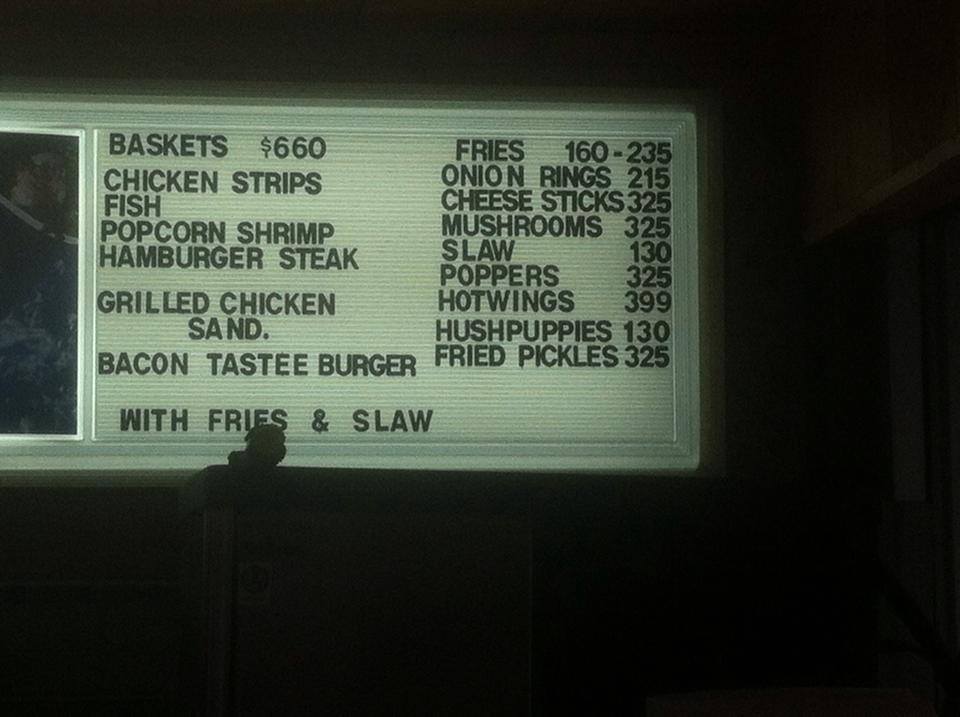 BASKETS $660
CHICKEN STRIPS
FISH
POPCORN SHRIMP
HAMBURGER STEAK
GRILLED CHICKEN
SAND.
BACON TASTEE BURGER
WITH FRIES & SLAW
FRIES 160-235
ONION RINGS 215
CHEESE STICKS 325
MUSHROOMS 325
SLAW 130
POPPERS 325
HOTWINGS 399
HUSHPUPPIES 130
FRIED PICKLES 325